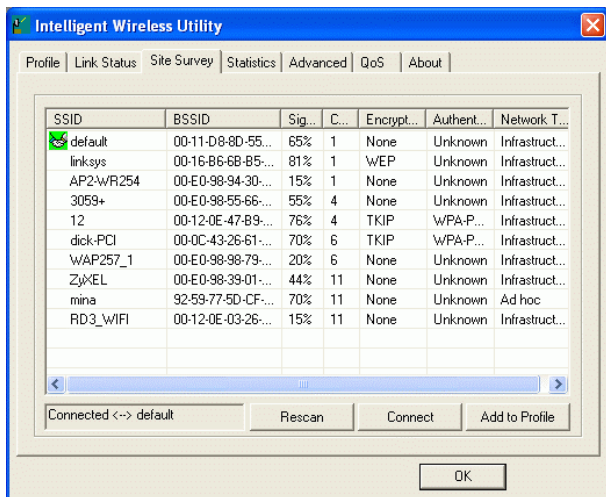 Intelligent Wireless Utility
Profile Link Status Site Survey Statistics Advanced QoS About
SSID BSSID Sig... C... Encrypt... Authent... Network T...
default 00-11-D8-8D-55... 65% 1 None Unknown Infrastruct...
linksys 00-16-B6-6B-B5-... 81% 1 WEP Unknown Infrastruct...
AP2-WR254 00-E0-98-94-30-... 15% 1 None Unknown Infrastruct...
3059+ 00-E0-98-55-66-... 55% 4 None Unknown Infrastruct...
12 00-12-0E-47-B9-... 76% 4 TKIP WPA-P... Infrastruct...
dick-PCI 00-0C-43-26-61-... 70% 6 TKIP WPA-P... Infrastruct...
WAP257_1 00-E0-98-98-79-... 20% 6 None Unknown Infrastruct...
ZyXEL 00-E0-98-39-01-... 44% 11 None Unknown Infrastruct...
mina 92-59-77-5D-CF-... 70% 11 None Unknown Ad hoc
RD3_WIFI 00-12-0E-03-26-... 15% 11 None Unknown Infrastruct...
Connected <--> default Rescan Connect Add to Profile
OK